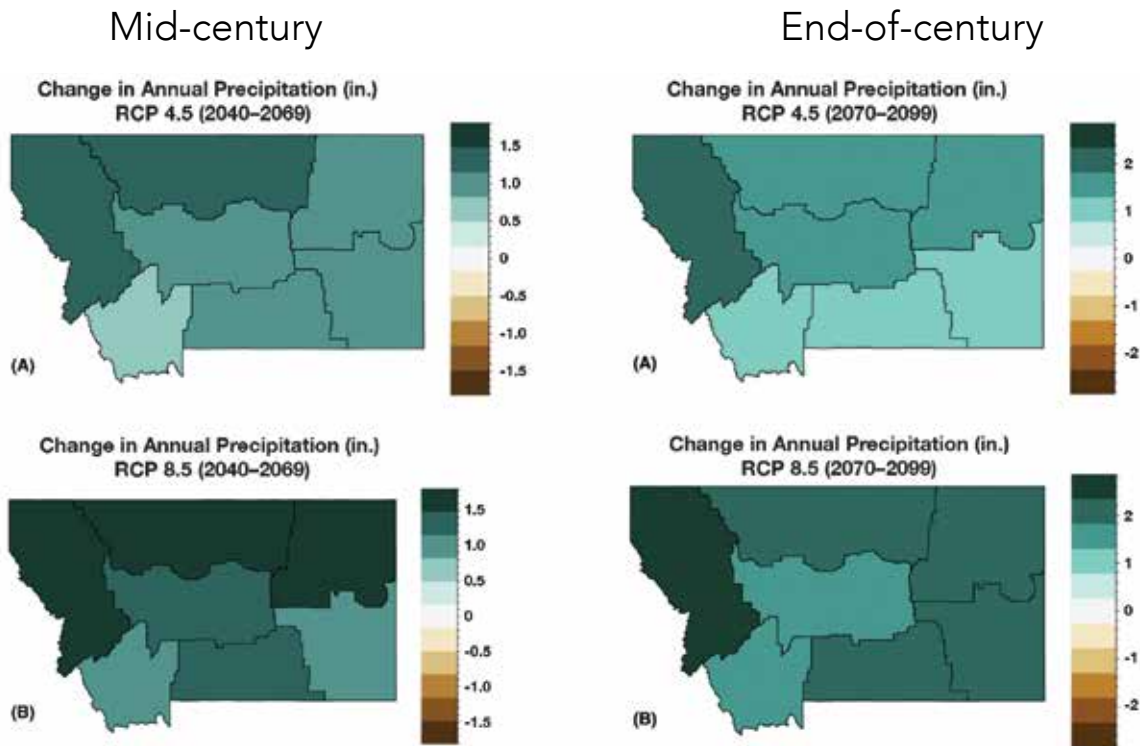 Mid-century
Change in Annual Precipitation (in.)
RCP 4.5 (2040–2069)
1.5
1.0
0.5
0
-0.5
-1.0
-1.5
(A)
Change in Annual Precipitation (in.)
RCP 8.5 (2040–2069)
1.5
1.0
0.5
0
-0.5
-1.0
-1.5
(B)
End-of-century
Change in Annual Precipitation (in.)
RCP 4.5 (2070–2099)
2
1
0
-1
-2
(A)
Change in Annual Precipitation (in.)
RCP 8.5 (2070–2099)
2
1
0
-1
-2
(B)